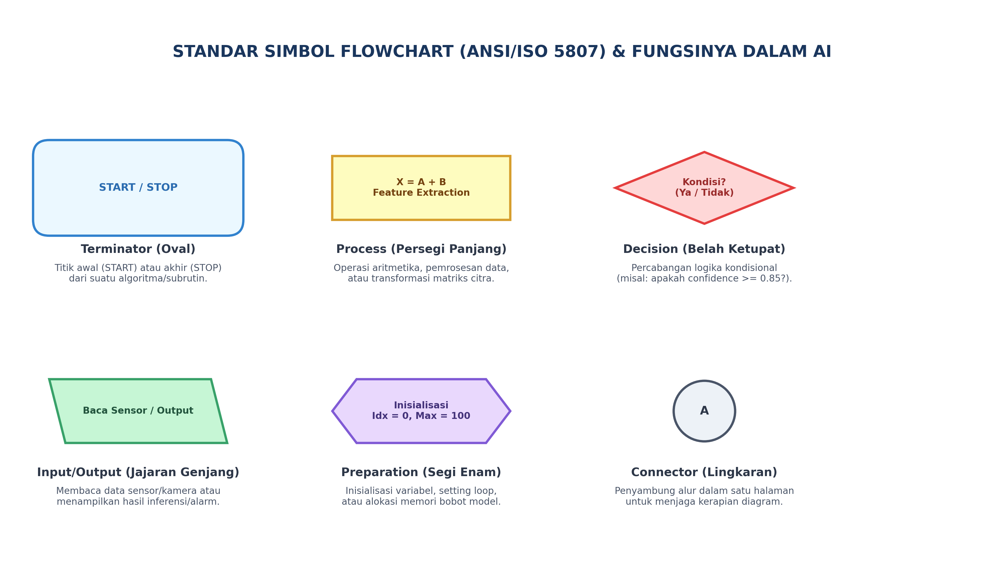 STANDAR SIMBOL FLOWCHART (ANSI/ISO 5807) & FUNGSINYA DALAM AI
START / STOP
Terminator (Oval)
Titik awal (START) atau akhir (STOP)
dari suatu algoritma/subrutin.
X = A + B
Feature Extraction
Process (Persegi Panjang)
Operasi aritmetika, pemrosesan data,
atau transformasi matriks citra.
Kondisi?
(Ya / Tidak)
Decision (Belah Ketupat)
Percabangan logika kondisional
(misal: apakah confidence >= 0.85?).
Baca Sensor / Output
Input/Output (Jajaran Genjang)
Membaca data sensor/kamera atau
menampilkan hasil inferensi/alarm.
Inisialisasi
Idx = 0, Max = 100
Preparation (Segi Enam)
Inisialisasi variabel, setting loop,
atau alokasi memori bobot model.
A
Connector (Lingkaran)
Penyambung alur dalam satu halaman
untuk menjaga kerapian diagram.